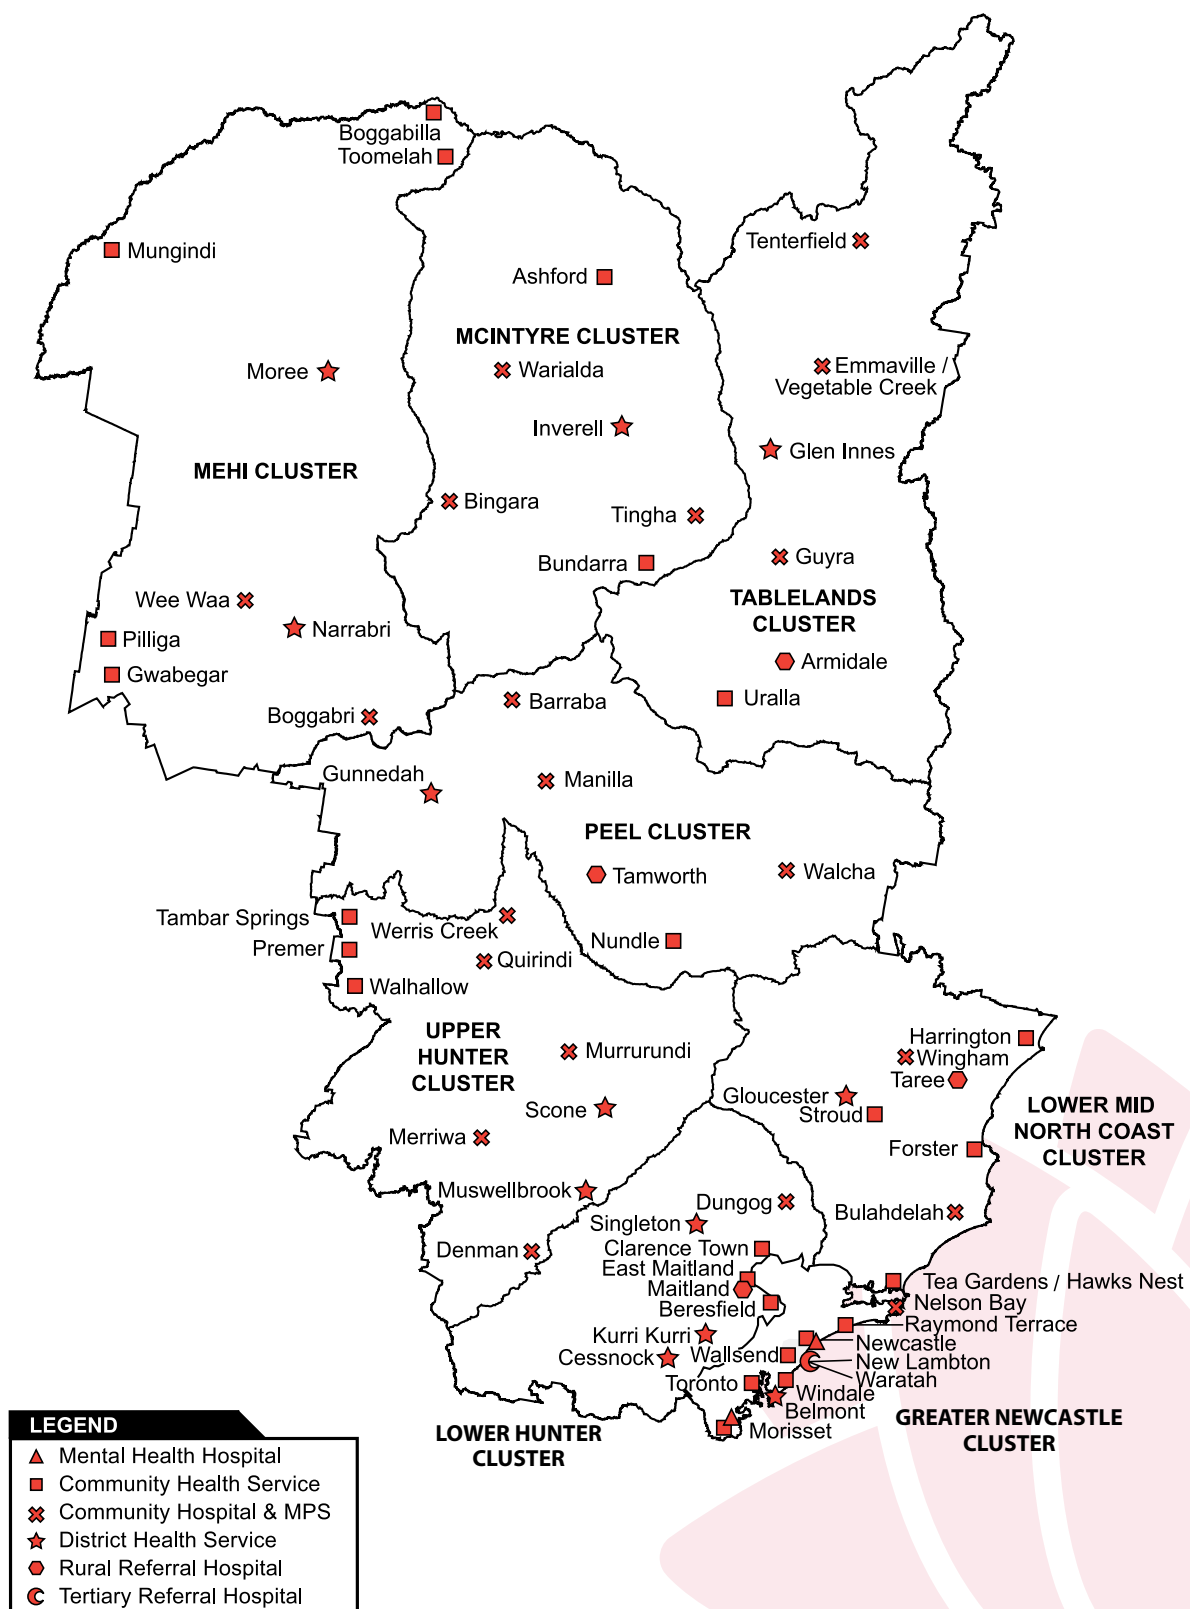 Boggabilla
Toomelah
Mungindi
Tenterfield
Ashford
MCINTYRE CLUSTER
Warialda
Moree
Emmaville /
Vegetable Creek
Inverell
Glen Innes
MEHI CLUSTER
Bingara
Tingha
Bundarra
Guyra
Wee Waa
TABLELANDS
CLUSTER
Narrabri
Pilliga
Gwabegar
Armidale
Uralla
Barraba
Boggabri
Gunnedah
Manilla
PEEL CLUSTER
Tamworth
Walcha
Tambar Springs
Werris Creek
Premer
Nundle
Quirindi
Walhallow
UPPER
HUNTER
CLUSTER
Murrurundi
Harrington
Wingham
Taree
Gloucester
Stroud
Scone
LOWER MID
NORTH COAST
CLUSTER
Merriwa
Forster
Muswellbrook
Dungog
Bulahdelah
Singleton
Denman
Clarence Town
East Maitland
Maitland
Beresfield
Tea Gardens / Hawks Nest
Nelson Bay
Raymond Terrace
Kurri Kurri
Newcastle
Cessnock
Wallsend
New Lambton
Waratah
Toronto
Windale
Belmont
Morisset
LOWER HUNTER
CLUSTER
GREATER NEWCASTLE
CLUSTER
LEGEND
Mental Health Hospital
Community Health Service
Community Hospital & MPS
District Health Service
Rural Referral Hospital
Tertiary Referral Hospital